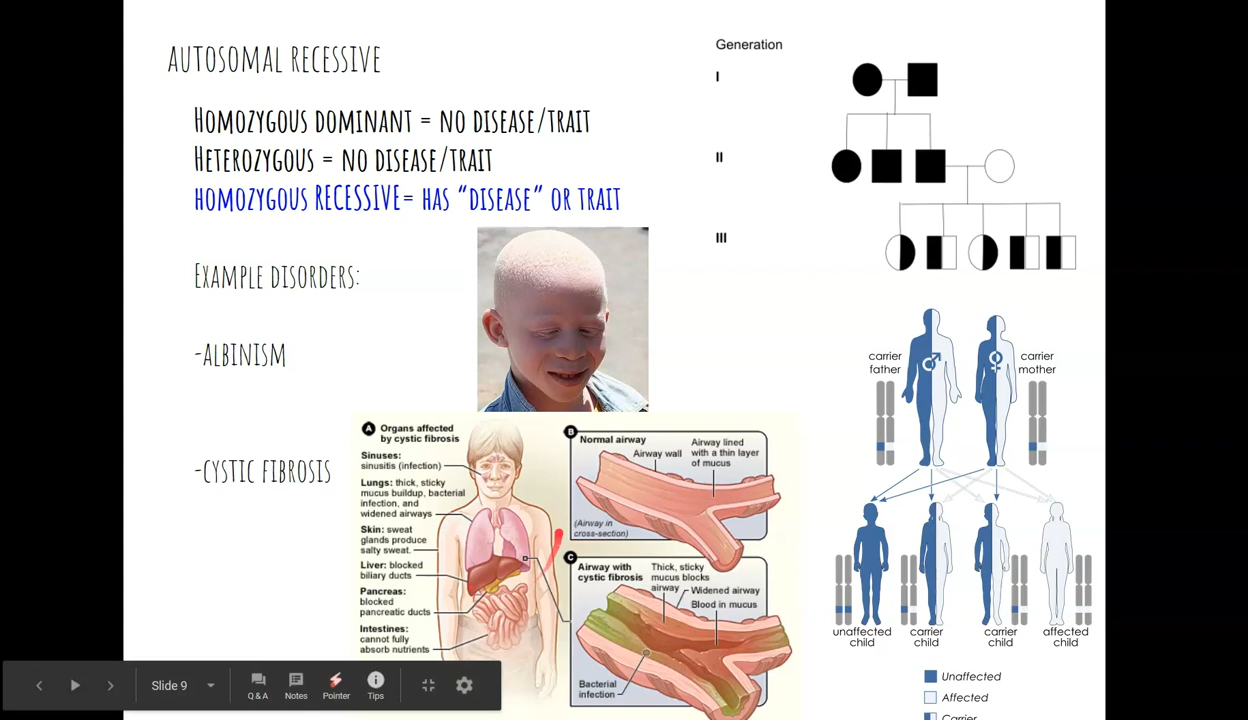 AUTOSOMAL RECESSIVE
HOMOZYGOUS DOMINANT = NO DISEASE/TRAIT
HETEROZYGOUS = NO DISEASE/TRAIT
HOMOZYGOUS RECESSIVE= HAS "DISEASE" OR TRAIT
EXAMPLE DISORDERS:
-ALBINISM
-CYSTIC FIBROSIS
Generation
I
II
III
A Organs affected
by cystic fibrosis
Sinuses:
sinusitis (infection)
Lungs: thick, sticky
mucus buildup, bacterial
infection, and
widened airways
Skin: sweat
glands produce
salty sweat.
Liver: blocked
biliary ducts
Pancreas:
blocked
pancreatic ducts
Intestines:
cannot fully
absorb nutrients
B
Normal airway
Airway wall
Airway lined
with a thin layer
of mucus
(Airway in
cross-section)
C
Airway with
cystic fibrosis
Thick, sticky
mucus blocks
airway
Widened airway
Blood in mucus
Bacterial
infection
carrier
father
carrier
mother
unaffected
child
carrier
child
carrier
child
affected
child
Unaffected
Affected
Carrier
Slide 9
Q & A
Notes
Pointer
Tips